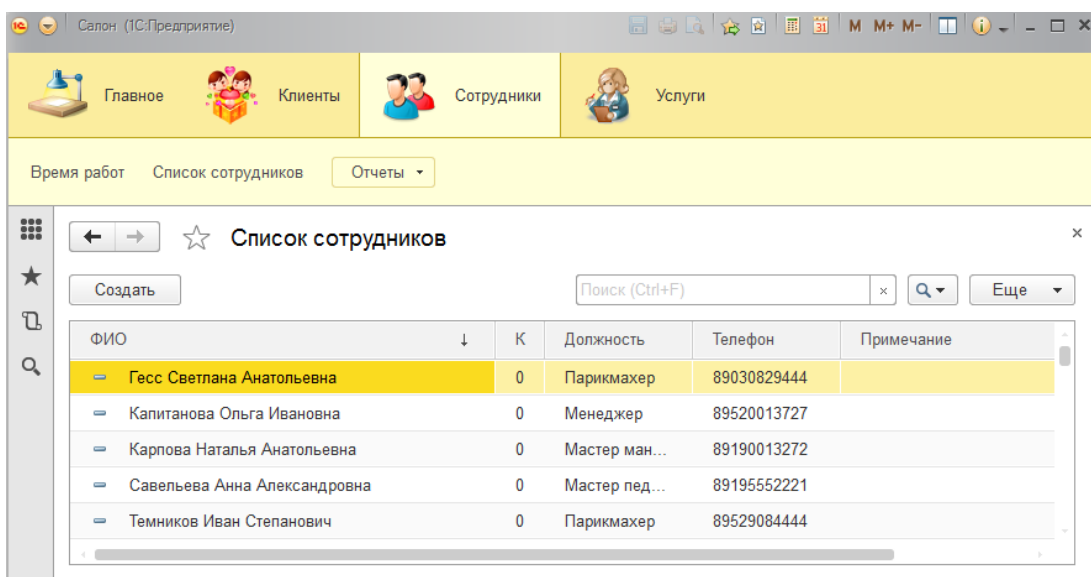 1С Салон (1С:Предприятие) 31 M M+ M-
Главное Клиенты Сотрудники Услуги
Время работ Список сотрудников Отчеты
Список сотрудников
Создать Поиск (Ctrl+F) Еще
ФИО К Должность Телефон Примечание
Гесс Светлана Анатольевна 0 Парикмахер 89030829444
Капитанова Ольга Ивановна 0 Менеджер 89520013727
Карпова Наталья Анатольевна 0 Мастер ман... 89190013272
Савельева Анна Александровна 0 Мастер пед... 89195552221
Темников Иван Степанович 0 Парикмахер 89529084444